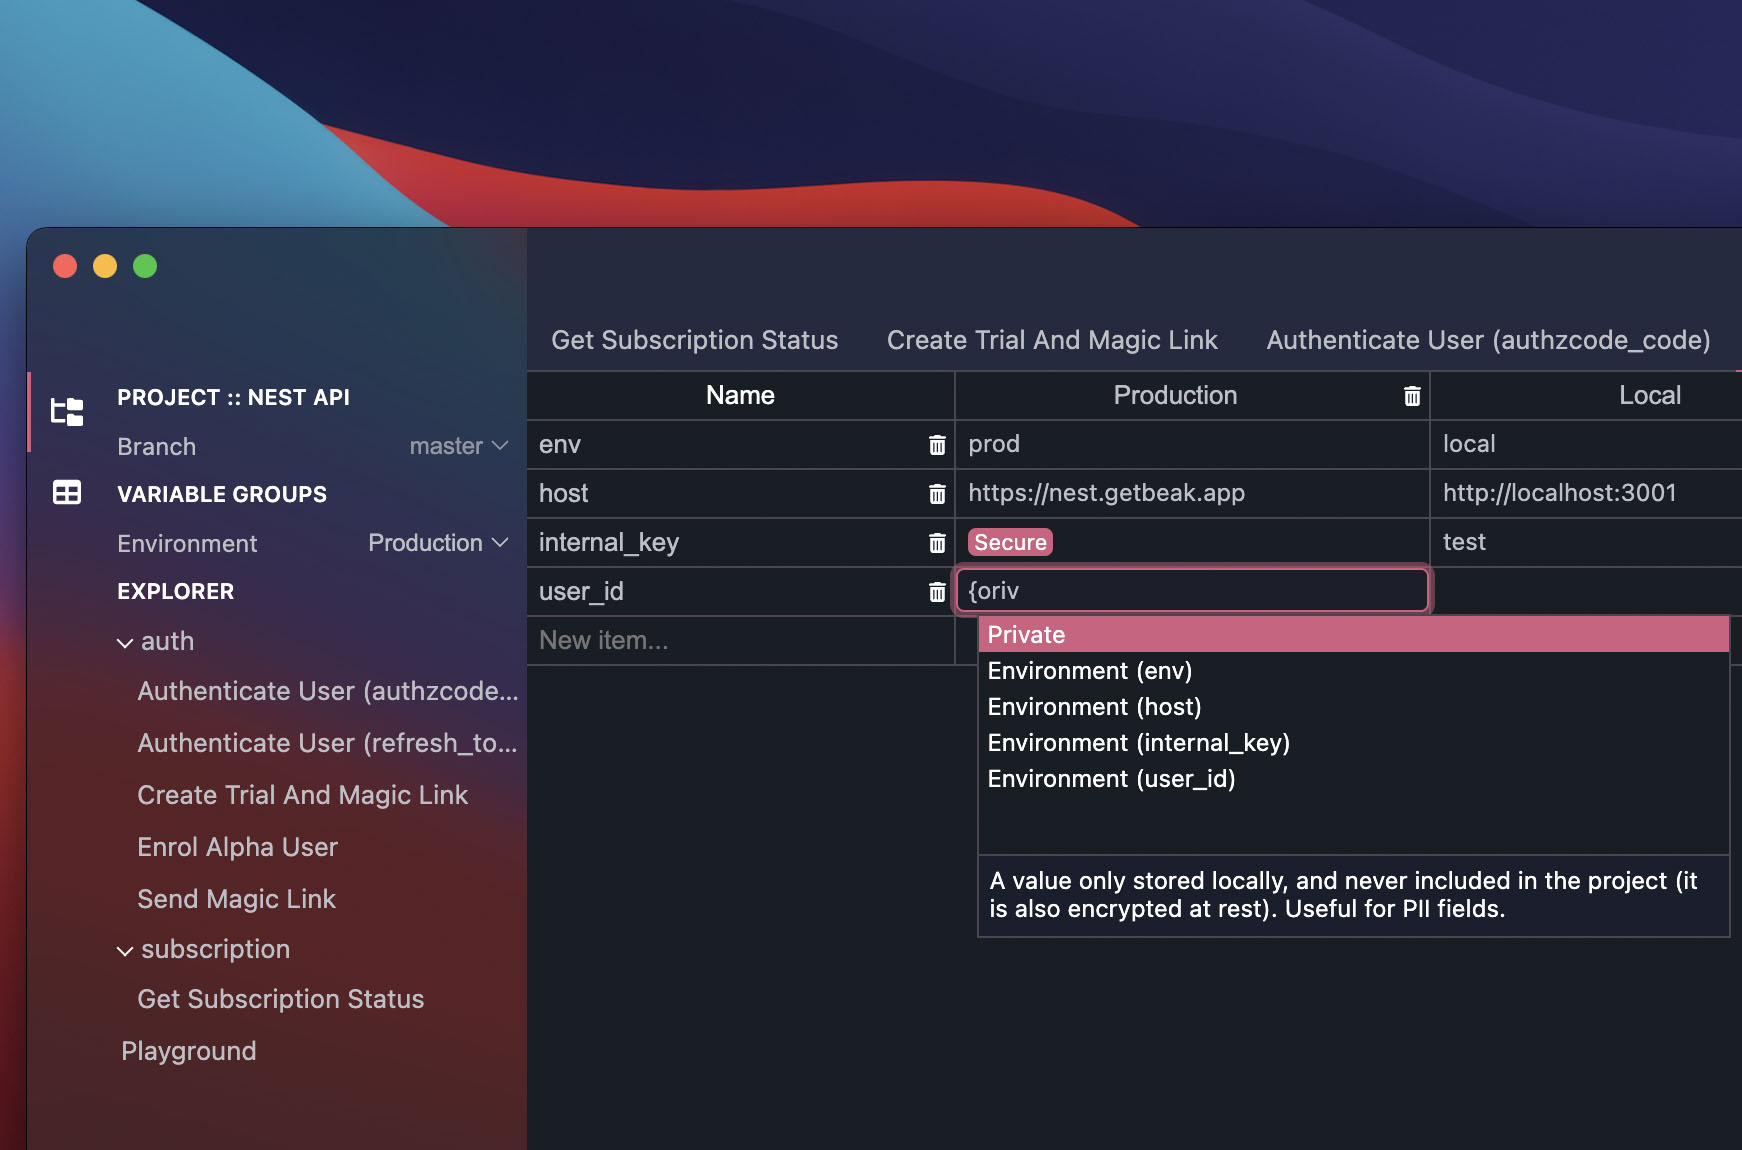 PROJECT :: NEST API
Branch master
VARIABLE GROUPS
Environment Production
EXPLORER
auth
Authenticate User (authzcode...
Authenticate User (refresh_to...
Create Trial And Magic Link
Enrol Alpha User
Send Magic Link
subscription
Get Subscription Status
Playground
Get Subscription Status Create Trial And Magic Link Authenticate User (authzcode_code)
Name Production Local
env prod local
host https://nest.getbeak.app http://localhost:3001
internal_key Secure test
user_id {oriv
New item...
Private
Environment (env)
Environment (host)
Environment (internal_key)
Environment (user_id)
A value only stored locally, and never included in the project (it
is also encrypted at rest). Useful for PII fields.